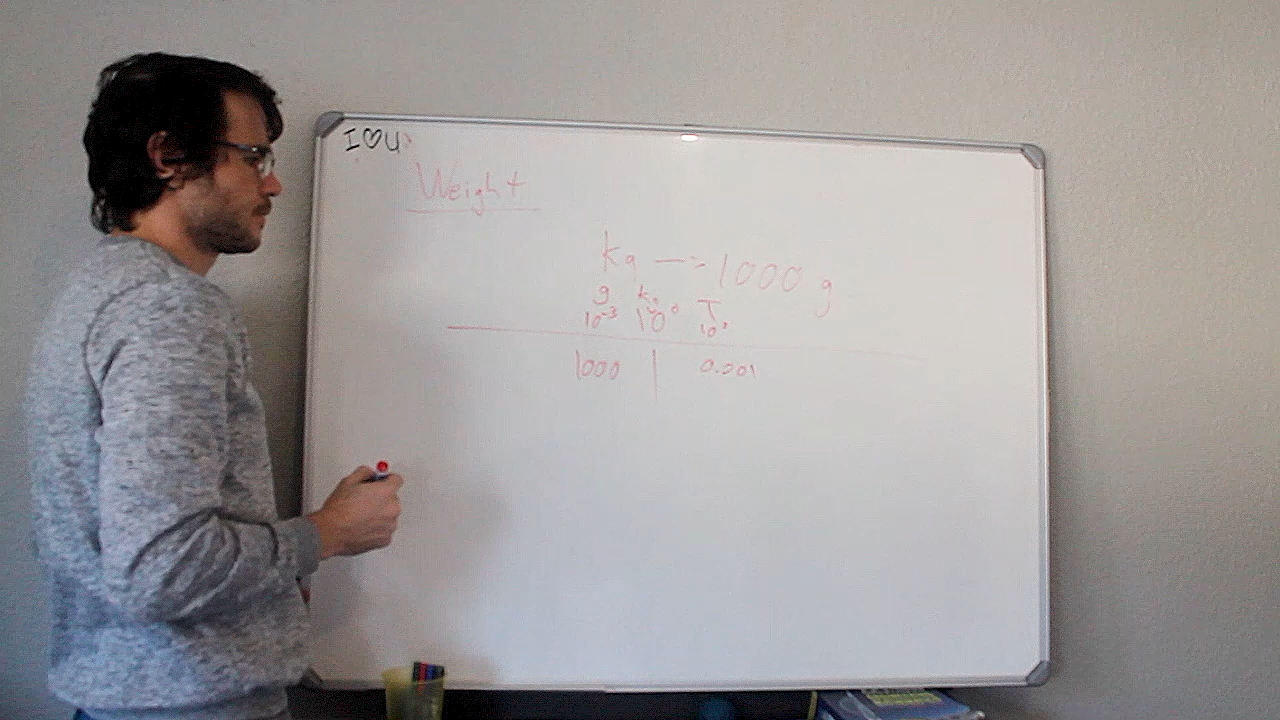 I♡U
Weight
kg --> 1000 g
g kg T
10⁻³ 10⁰ 10³
1000 | 0.001